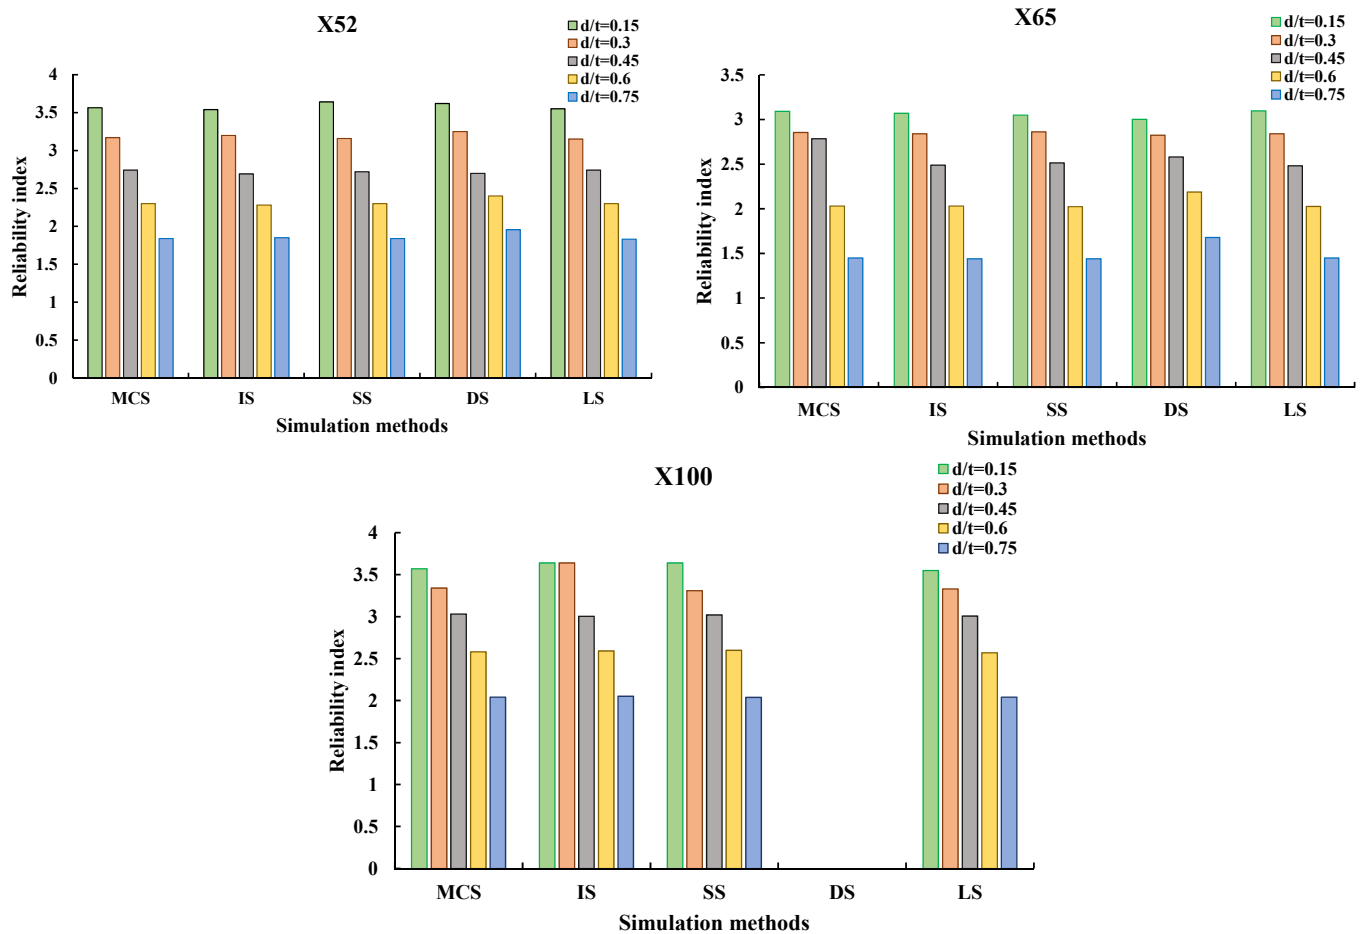 X52
d/t=0.15
d/t=0.3
d/t=0.45
d/t=0.6
d/t=0.75
4
3.5
3
2.5
2
1.5
1
0.5
0
Reliability index
MCS IS SS DS LS
Simulation methods
X65
d/t=0.15
d/t=0.3
d/t=0.45
d/t=0.6
d/t=0.75
3.5
3
2.5
2
1.5
1
0.5
0
Reliability index
MCS IS SS DS LS
Simulation methods
X100
d/t=0.15
d/t=0.3
d/t=0.45
d/t=0.6
d/t=0.75
4
3.5
3
2.5
2
1.5
1
0.5
0
Reliability index
MCS IS SS DS LS
Simulation methods